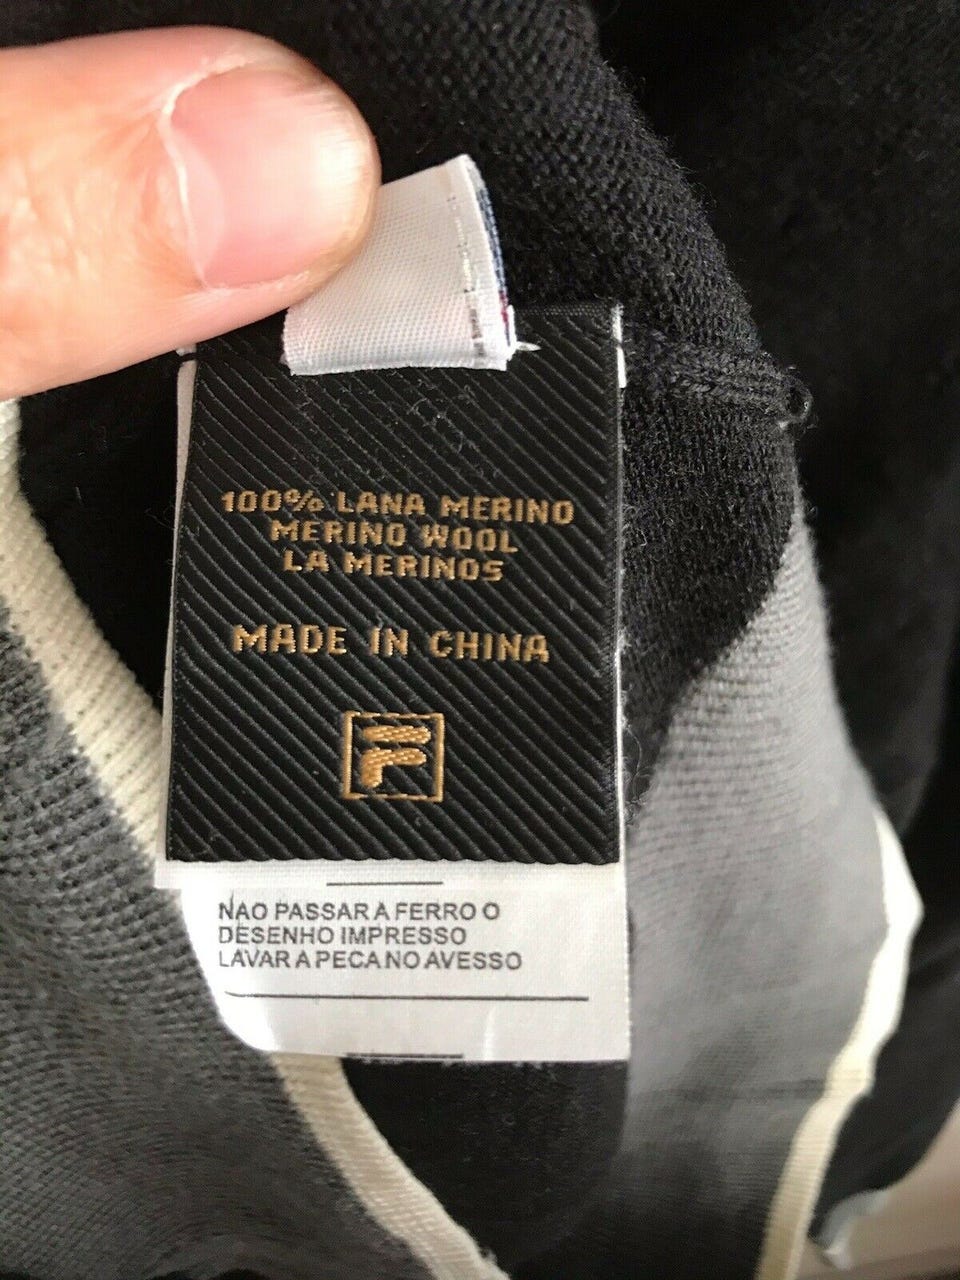 100% LANA MERINO
MERINO WOOL
LA MERINOS
MADE IN CHINA
F
NAO PASSAR A FERRO O
DESENHO IMPRESSO
LAVAR A PECA NO AVESSO